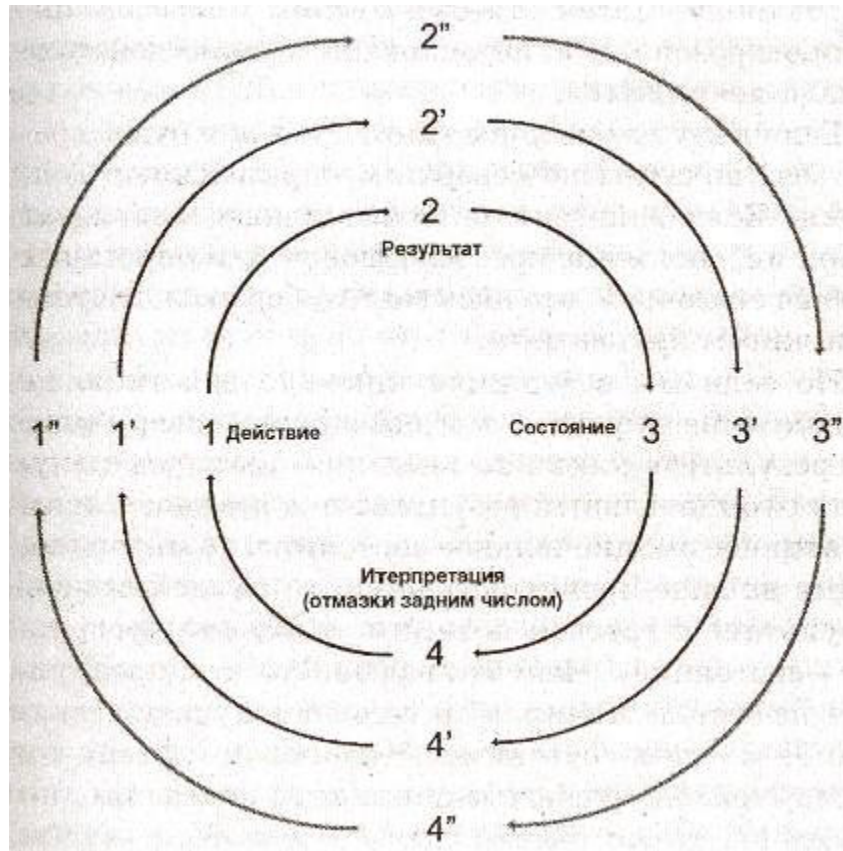 2”
2’
2
Результат
1” 1’ 1 Действие Состояние 3 3’ 3”
Итерпретация
(отмазки задним числом)
4
4’
4”